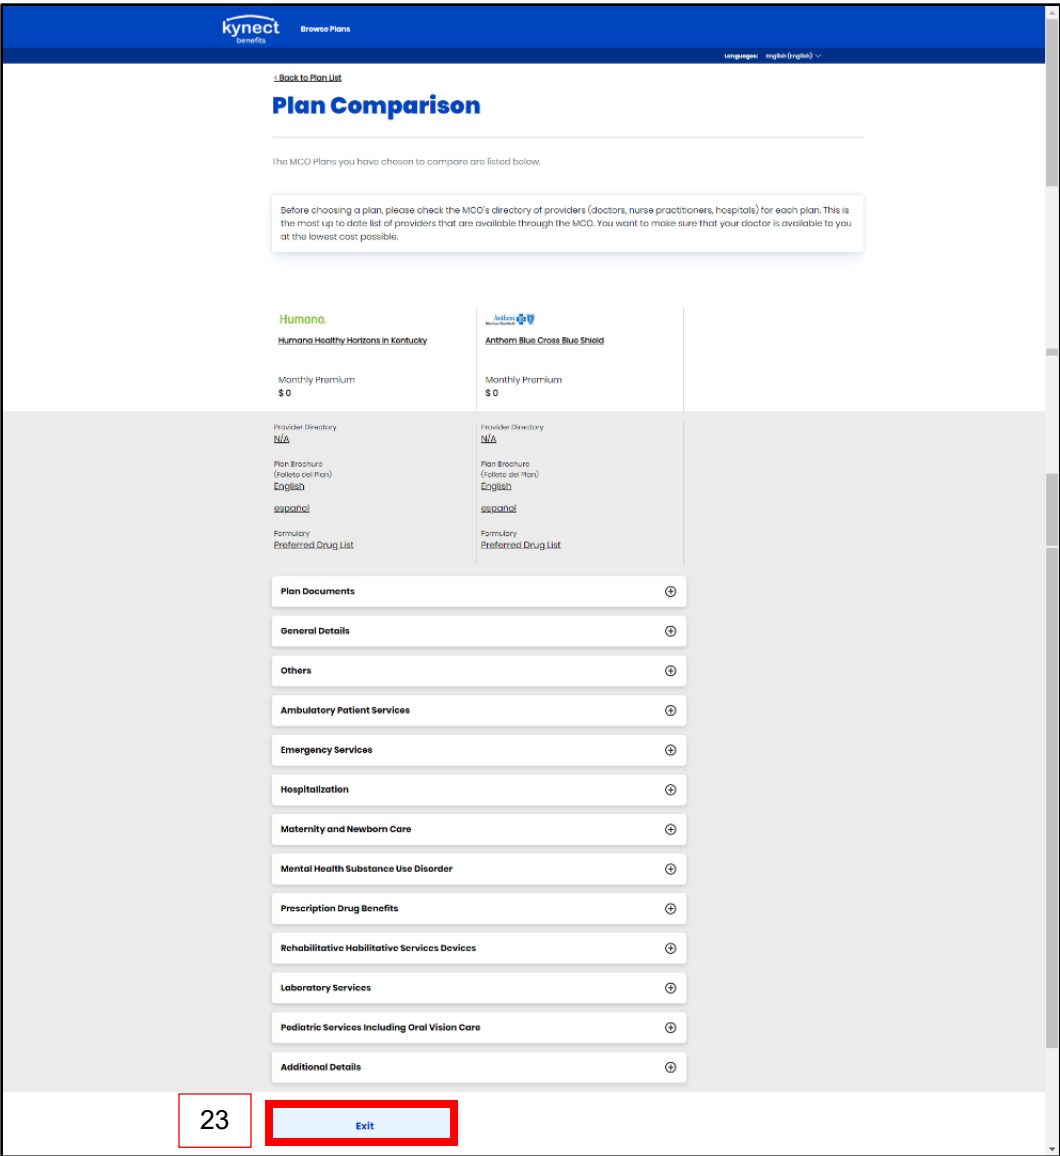 kynect
benefits
Browse Plans
Languages: English (English)
< Back to Plan List
Plan Comparison
The MCO Plans you have chosen to compare are listed below.
Before choosing a plan, please check the MCO's directory of providers (doctors, nurse practitioners, hospitals) for each plan. This is
the most up to date list of providers that are available through the MCO. You want to make sure that your doctor is available to you
at the lowest cost possible.
Humana.
Humana Healthy Horizons in Kentucky
Monthly Premium
$ 0
Anthem
Anthem Blue Cross Blue Shield
Monthly Premium
$ 0
Provider Directory
N/A
Plan Brochure
(Folleto del Plan)
English
español
Formulary
Preferred Drug List
Provider Directory
N/A
Plan Brochure
(Folleto del Plan)
English
español
Formulary
Preferred Drug List
Plan Documents
General Details
Others
Ambulatory Patient Services
Emergency Services
Hospitalization
Maternity and Newborn Care
Mental Health Substance Use Disorder
Prescription Drug Benefits
Rehabilitative Habilitative Services Devices
Laboratory Services
Pediatric Services Including Oral Vision Care
Additional Details
23
Exit